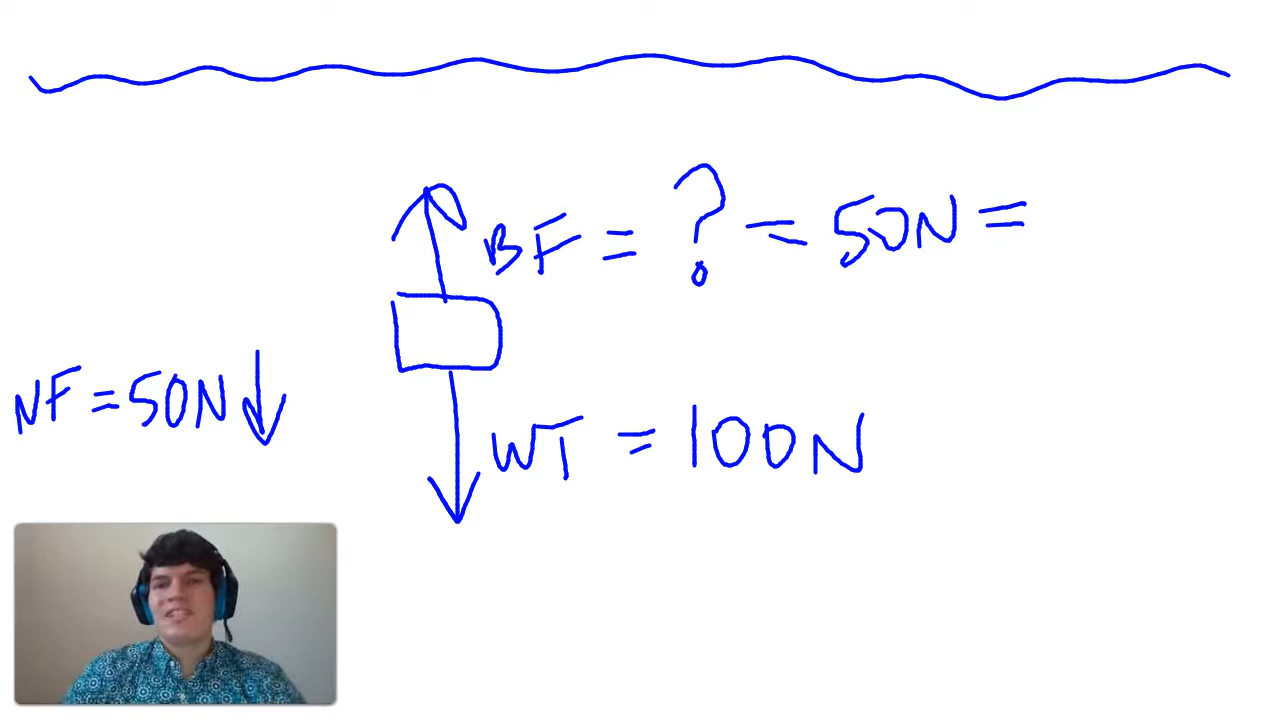 BF = ? = 50N =
NF = 50N
WT = 100N